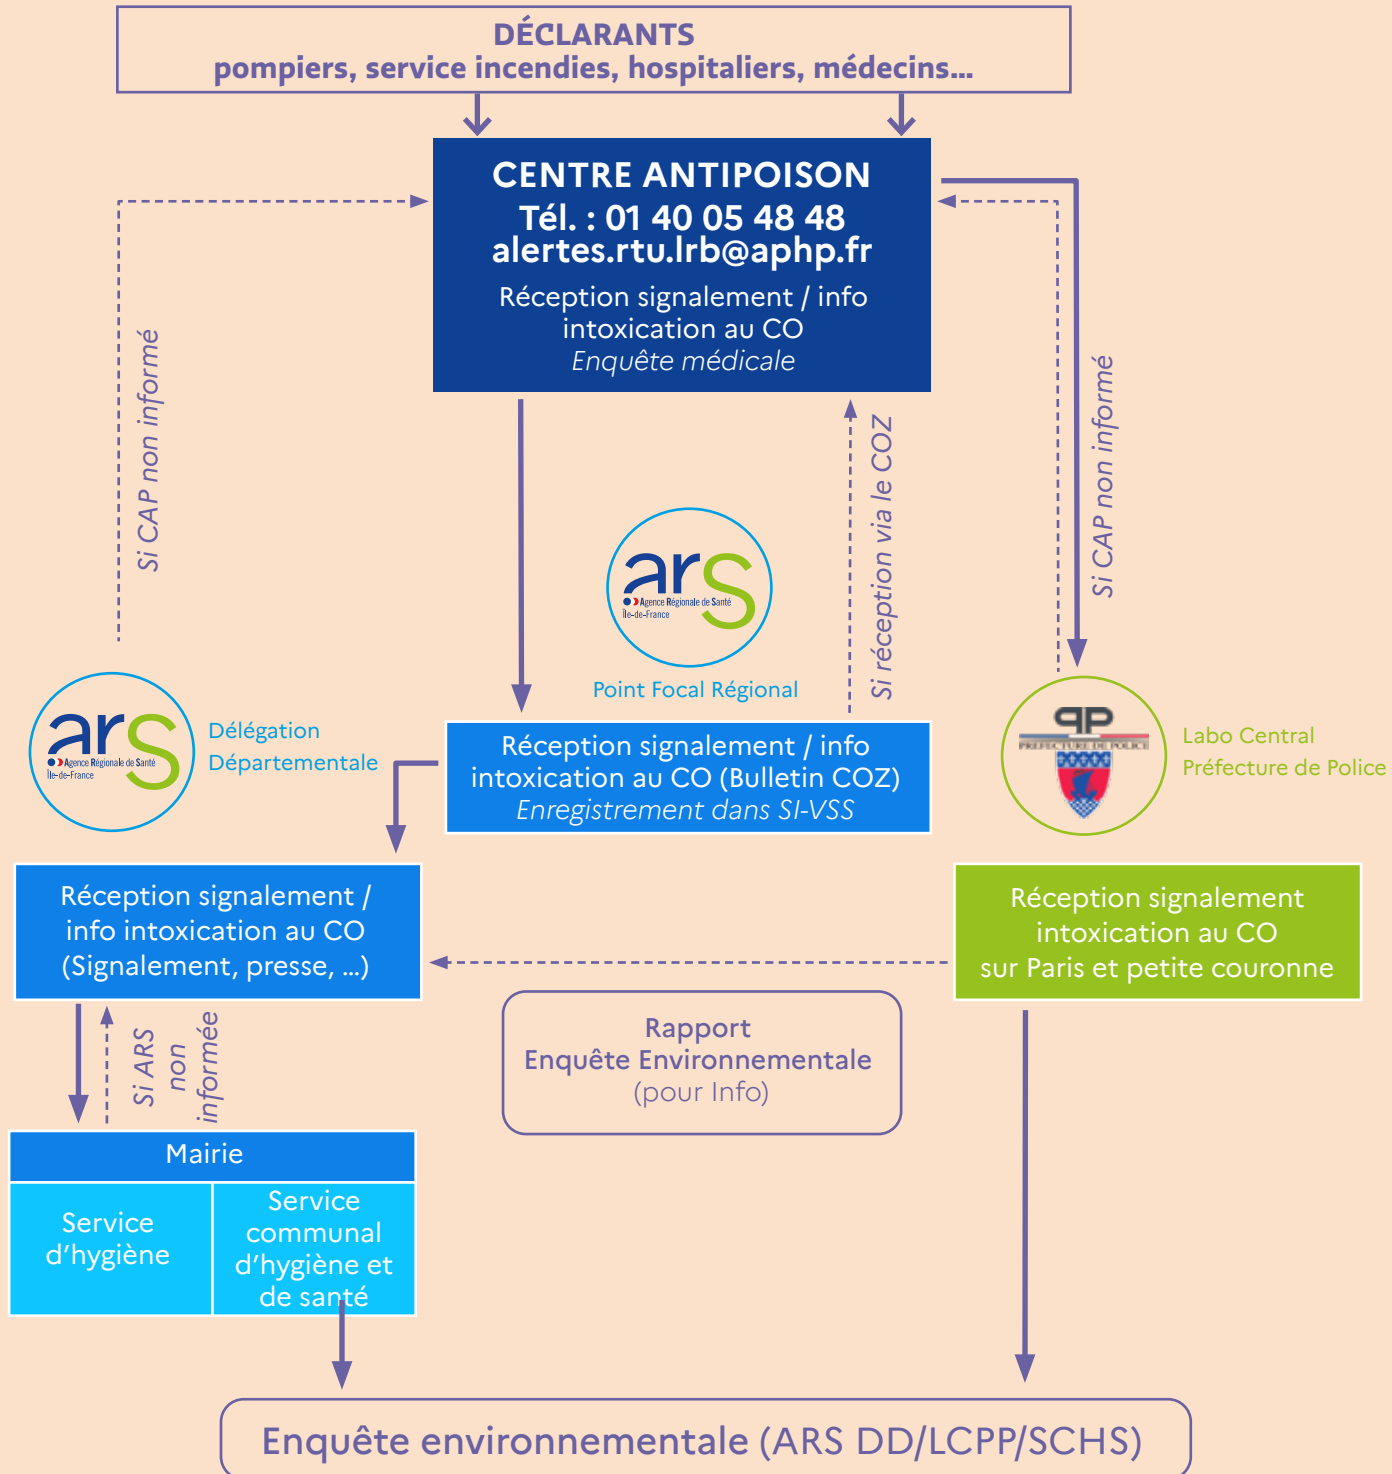 DÉCLARANTS
pompiers, service incendies, hospitaliers, médecins...
CENTRE ANTIPOISON
Tél. : 01 40 05 48 48
alertes.rtu.lrb@aphp.fr
Réception signalement / info
intoxication au CO
Enquête médicale
Si CAP non informé
Si réception via le COZ
Si CAP non informé
ars
Agence Régionale de Santé
Île-de-France
Point Focal Régional
ars
Agence Régionale de Santé
Île-de-France
Délégation
Départementale
Réception signalement / info
intoxication au CO (Bulletin COZ)
Enregistrement dans SI-VSS
PP
PREFECTURE DE POLICE
Labo Central
Préfecture de Police
Réception signalement /
info intoxication au CO
(Signalement, presse, ...)
Réception signalement
intoxication au CO
sur Paris et petite couronne
Si ARS
non
informée
Rapport
Enquête Environnementale
(pour Info)
Mairie
Service
d'hygiène
Service
communal
d'hygiène et
de santé
Enquête environnementale (ARS DD/LCPP/SCHS)